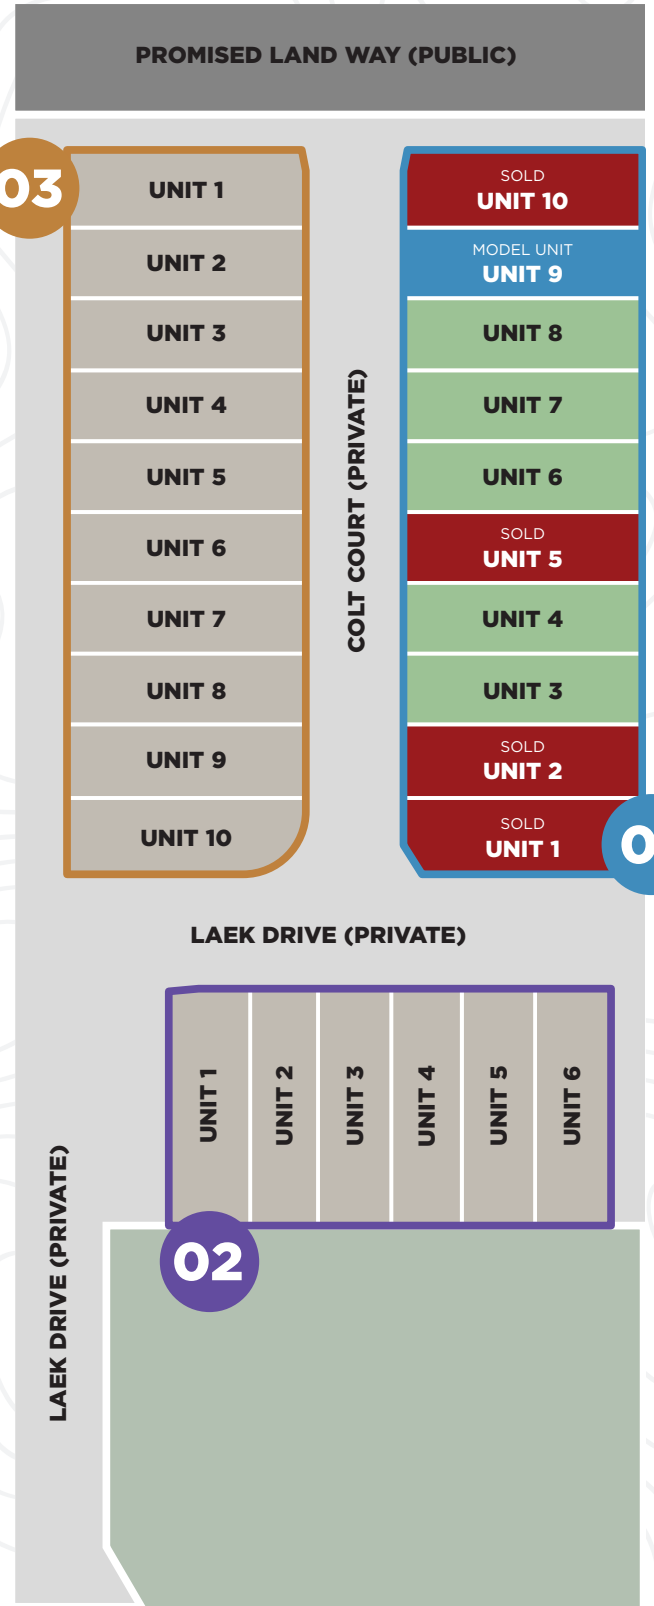 PROMISED LAND WAY (PUBLIC)
03
UNIT 1
UNIT 2
UNIT 3
UNIT 4
UNIT 5
UNIT 6
UNIT 7
UNIT 8
UNIT 9
UNIT 10
COLT COURT (PRIVATE)
SOLD
UNIT 10
MODEL UNIT
UNIT 9
UNIT 8
UNIT 7
UNIT 6
SOLD
UNIT 5
UNIT 4
UNIT 3
SOLD
UNIT 2
SOLD
UNIT 1
0
LAEK DRIVE (PRIVATE)
UNIT 1
UNIT 2
UNIT 3
UNIT 4
UNIT 5
UNIT 6
02
LAEK DRIVE (PRIVATE)